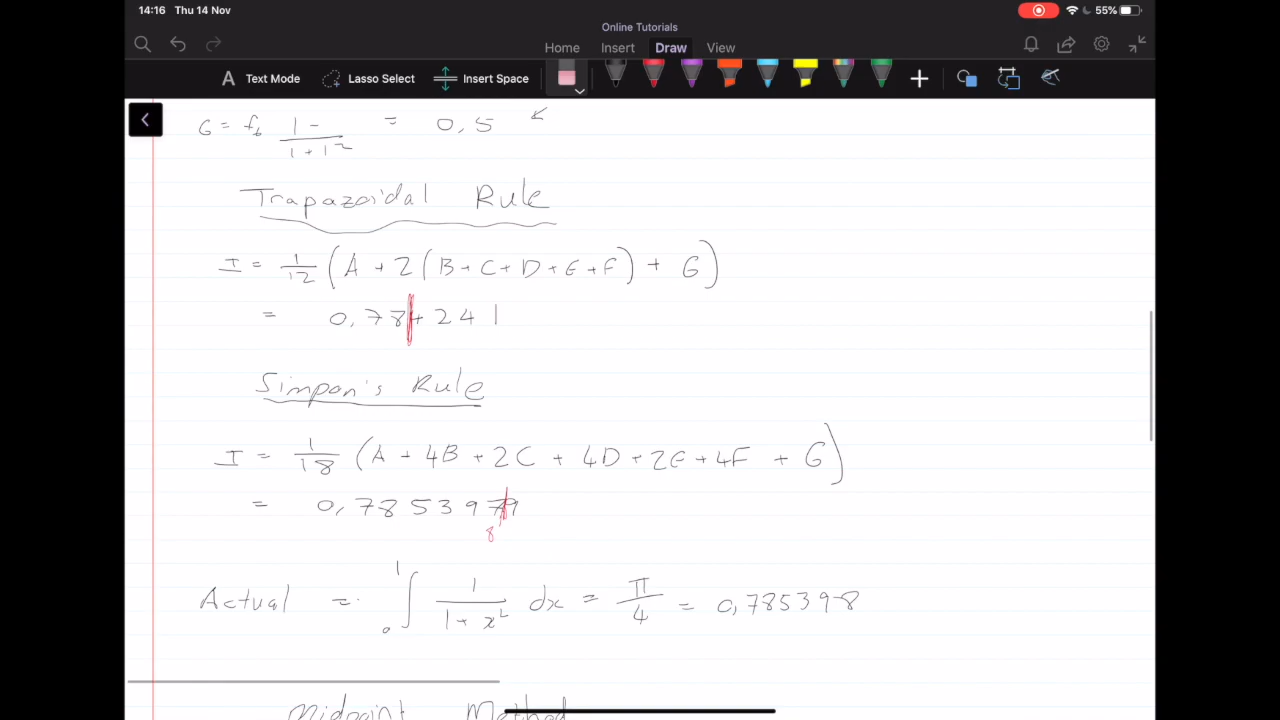 14:16 Thu 14 Nov
55%
Online Tutorials
Home Insert Draw View
Text Mode Lasso Select Insert Space
G = f6 1 / 1 + 1² = 0,5
Trapazoidal Rule
I = 1/12 (A + 2(B + C + D + E + F) + G)
= 0,784241
Simpon's Rule
I = 1/18 (A + 4B + 2C + 4D + 2E + 4F + G)
= 0,7853979
8
Actual = ∫₀¹ 1/(1 + x²) dx = π/4 = 0,785398
Midpoint Method